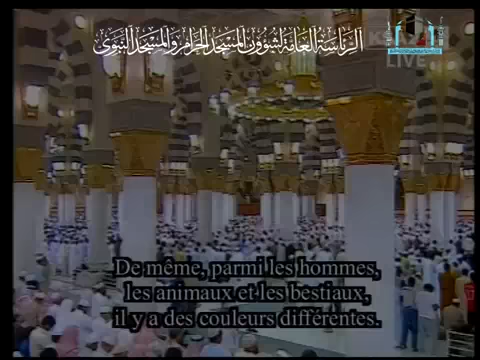 الرئاسة العامة لشؤون المسجد الحرام والمسجد النبوي
LIVE
De même, parmi les hommes,
les animaux et les bestiaux,
il y a des couleurs différentes.